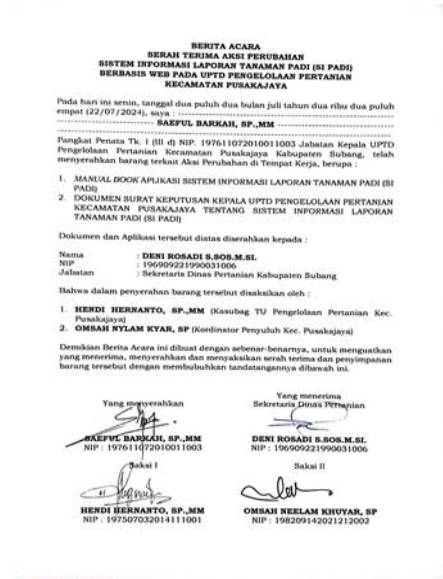 BERITA ACARA
SERAH TERIMA AKSI PERUBAHAN
SISTEM INFORMASI LAPORAN TANAMAN PADI (SI PADI)
BERBASIS WEB PADA UPTD PENGELOLAAN PERTANIAN
KECAMATAN PUSAKAJAYA
Pada hari ini senin, tanggal dua puluh dua bulan juli tahun dua ribu dua puluh
empat (22/07/2024), saya : ------------------------------------------------
------------------------------ SAEFUL BARKAH, SP.,MM ------------------------------
Pangkat Penata Tk. I (III d) NIP. 197611072010011003 Jabatan Kepala UPTD
Pengelolaan Pertanian Kecamatan Pusakajaya Kabupaten Subang, telah
menyerahkan barang terkait Aksi Perubahan di Tempat Kerja, berupa :
1. MANUAL BOOK APLIKASI SISTEM INFORMASI LAPORAN TANAMAN PADI (SI
PADI)
2. DOKUMEN SURAT KEPUTUSAN KEPALA UPTD PENGELOLAAN PERTANIAN
KECAMATAN PUSAKAJAYA TENTANG SISTEM INFORMASI LAPORAN
TANAMAN PADI (SI PADI)
Dokumen dan Aplikasi tersebut diatas diserahkan kepada :
Nama : DENI ROSADI S.SOS.M.SI.
NIP : 196909221990031006
Jabatan : Sekretaris Dinas Pertanian Kabupaten Subang
Bahwa dalam penyerahan barang tersebut disaksikan oleh :
1. HENDI HERNANTO, SP.,MM (Kasubag TU Pengelolaan Pertanian Kec.
Pusakajaya)
2. OMSAH NYLAM KYAR, SP (Kordinator Penyuluh Kec. Pusakajaya)
Demikian Berita Acara ini dibuat dengan sebenar-benarnya, untuk menguatkan
yang menerima, menyerahkan dan menyaksikan serah terima dan penyimpanan
barang tersebut dengan membubuhkan tandatangannya dibawah ini.
Yang menyerahkan
Yang menerima
Sekretaris Dinas Pertanian
SAEFUL BARKAH, SP.,MM
NIP : 197611072010011003
DENI ROSADI S.SOS.M.SI.
NIP : 196909221990031006
Saksi I
Saksi II
HENDI HERNANTO, SP.,MM
NIP : 197507032014111001
OMSAH NEELAM KHUYAR, SP
NIP : 198209142021212002